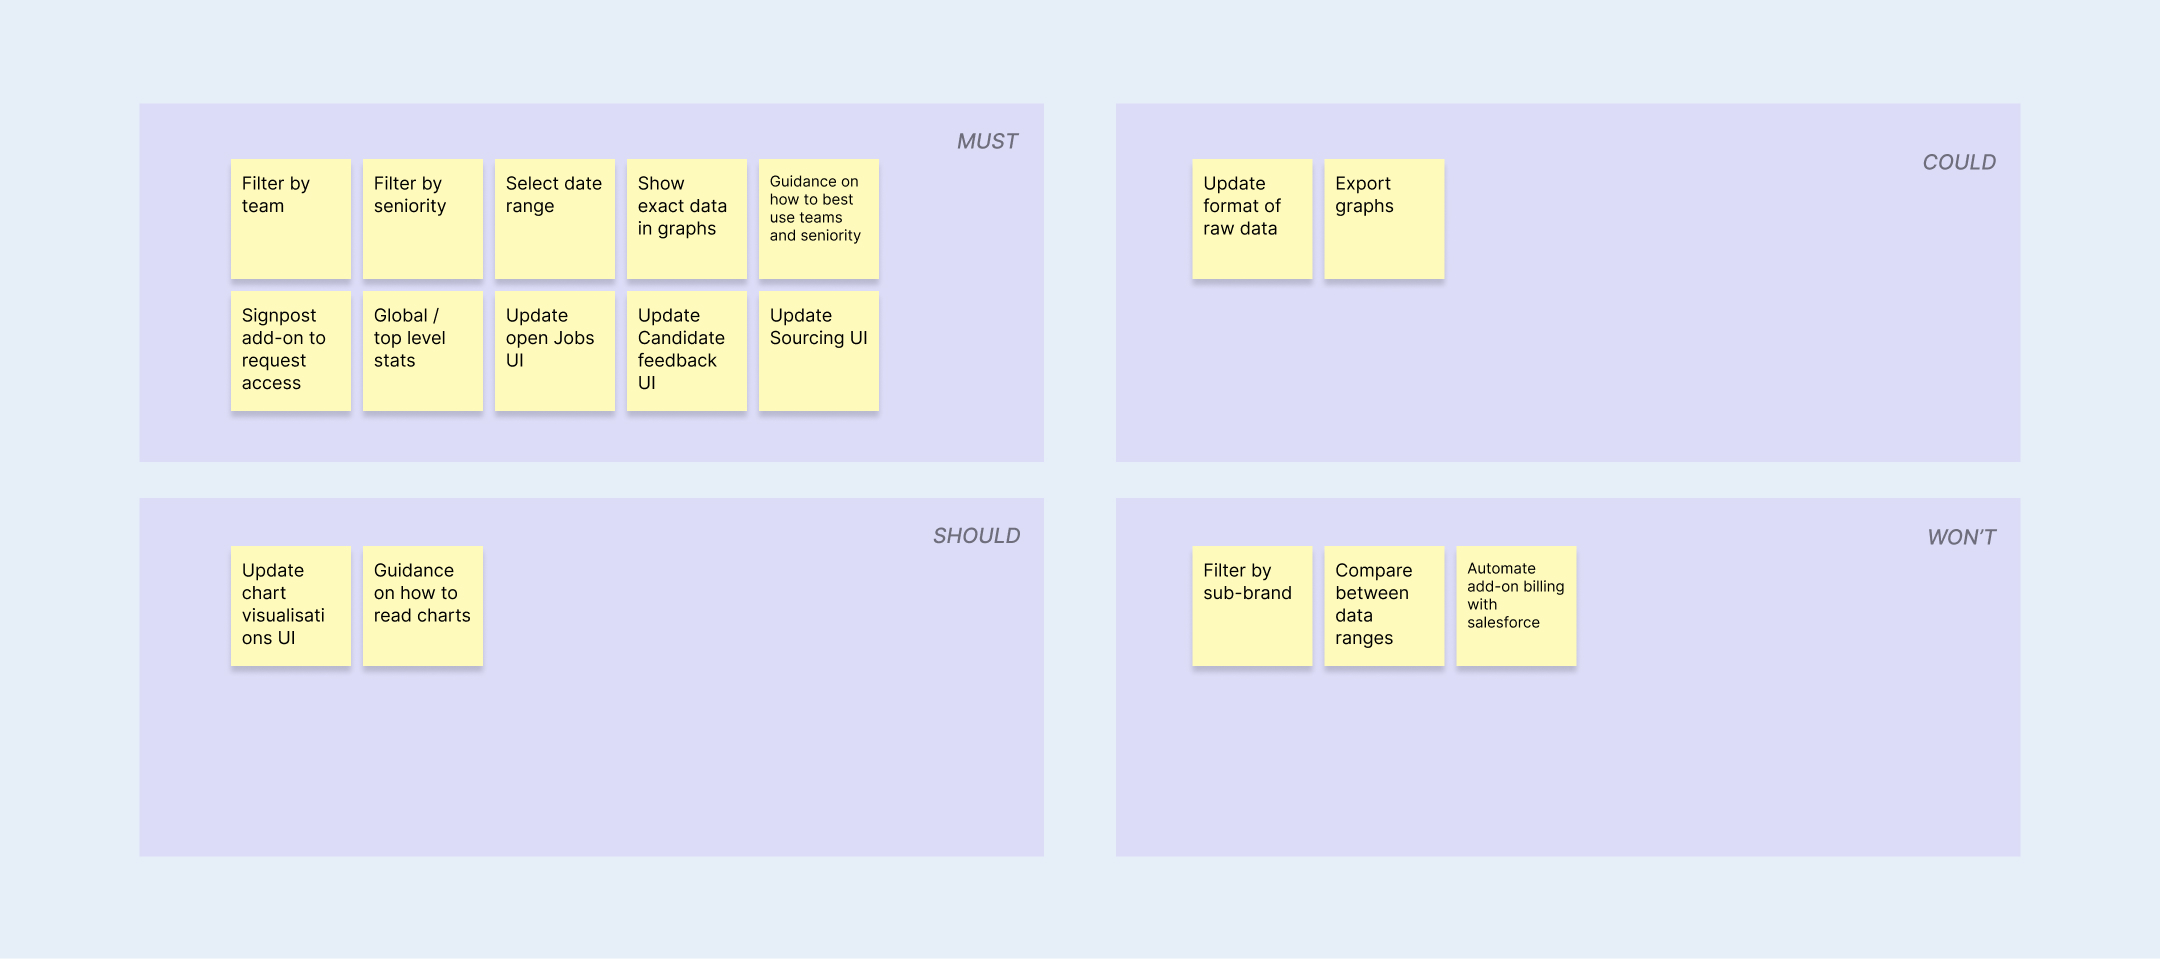 MUST
Filter by
team
Filter by
seniority
Select date
range
Show
exact data
in graphs
Guidance on
how to best
use teams
and seniority
Signpost
add-on to
request
access
Global /
top level
stats
Update
open Jobs
UI
Update
Candidate
feedback
UI
Update
Sourcing UI
COULD
Update
format of
raw data
Export
graphs
SHOULD
Update
chart
visualisati
ons UI
Guidance
on how to
read charts
WON'T
Filter by
sub-brand
Compare
between
data
ranges
Automate
add-on billing
with
salesforce